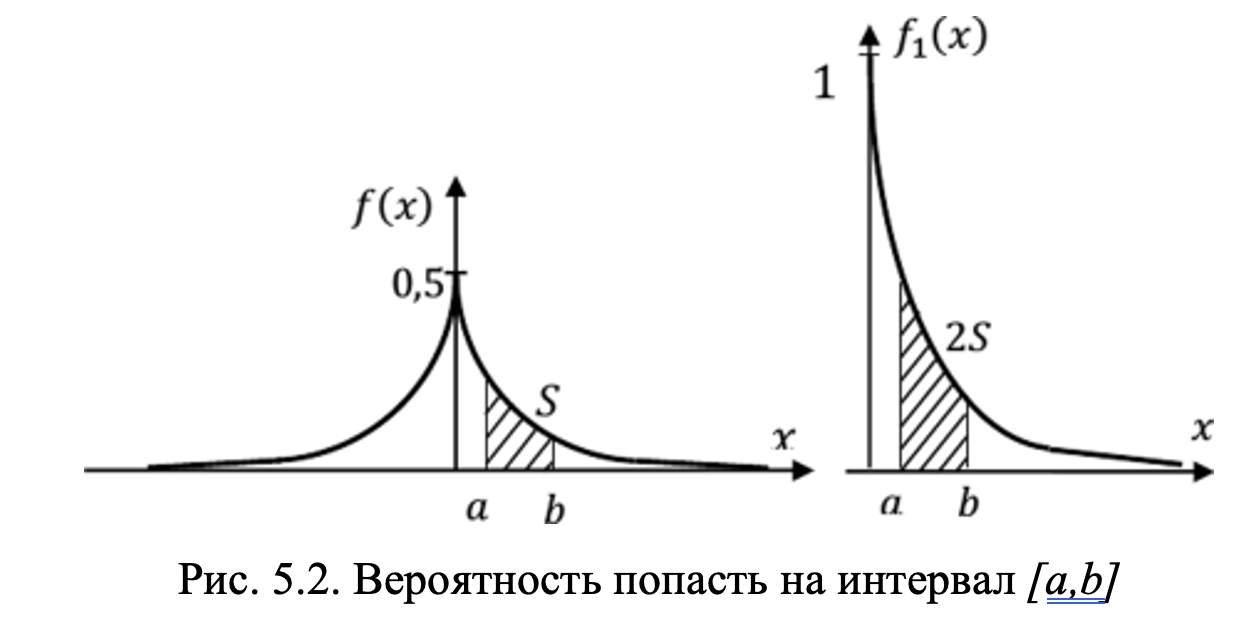 f₁(x)
1
f(x)
0,5
2S
S
x
x
a
b
a
b
Рис. 5.2. Вероятность попасть на интервал [a,b]